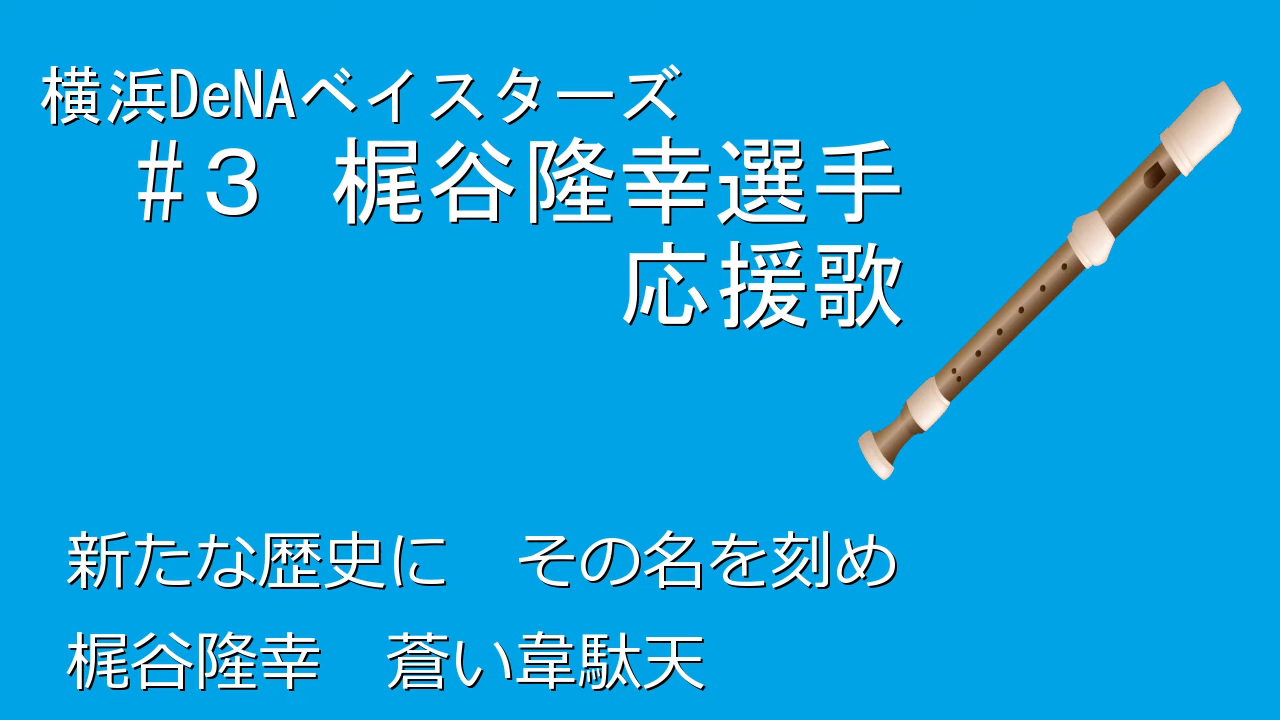 横浜DeNAベイスターズ
#3 梶谷隆幸選手
応援歌
新たな歴史に　その名を刻め
梶谷隆幸　蒼い韋駄天